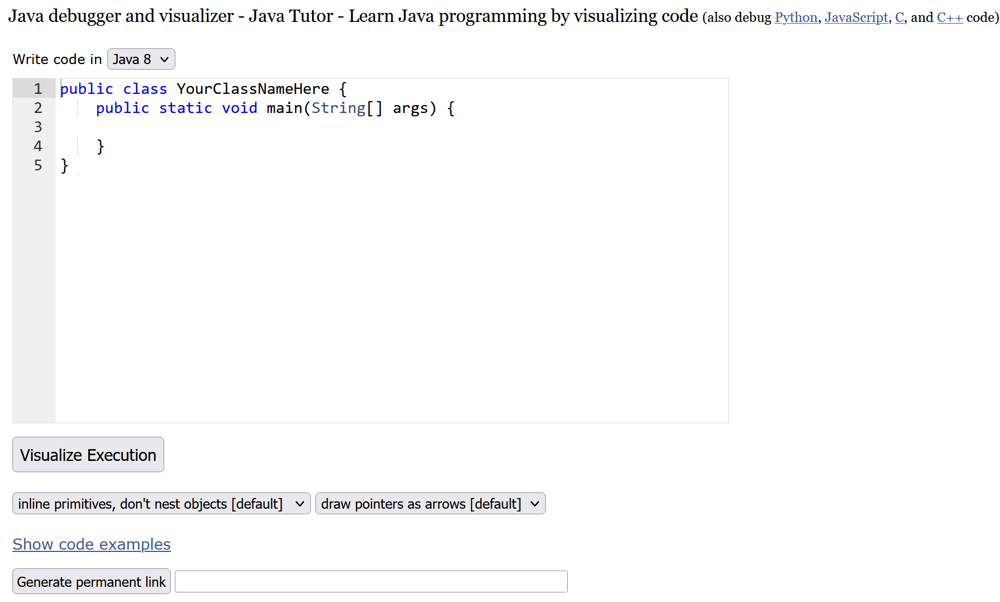 Java debugger and visualizer - Java Tutor - Learn Java programming by visualizing code (also debug Python, JavaScript, C, and C++ code)
Write code in Java 8
1 public class YourClassNameHere {
2     public static void main(String[] args) {
3
4     }
5 }
Visualize Execution
inline primitives, don't nest objects [default] draw pointers as arrows [default]
Show code examples
Generate permanent link